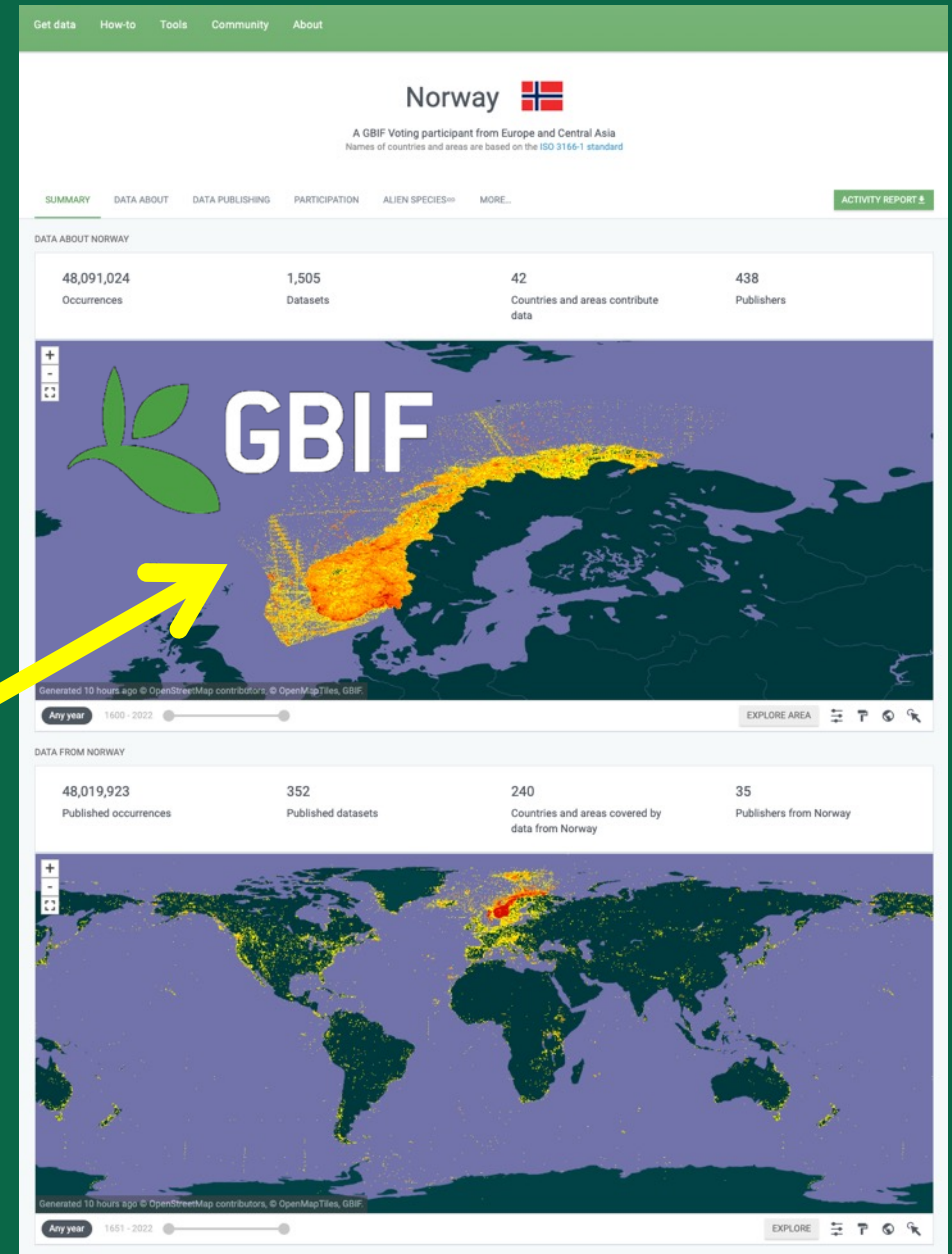 Get data How-to Tools Community About
Norway
A GBIF Voting participant from Europe and Central Asia
Names of countries and areas are based on the ISO 3166-1 standard
SUMMARY DATA ABOUT DATA PUBLISHING PARTICIPATION ALIEN SPECIES MORE... ACTIVITY REPORT
DATA ABOUT NORWAY
48,091,024 1,505 42 438
Occurrences Datasets Countries and areas contribute Publishers
data
+
-
GBIF
Generated 10 hours ago © OpenStreetMap contributors, © OpenMapTiles, GBIF.
Any year 1600 - 2022 EXPLORE AREA
DATA FROM NORWAY
48,019,923 352 240 35
Published occurrences Published datasets Countries and areas covered by Publishers from Norway
data from Norway
+
-
Generated 10 hours ago © OpenStreetMap contributors, © OpenMapTiles, GBIF.
Any year 1651 - 2022 EXPLORE